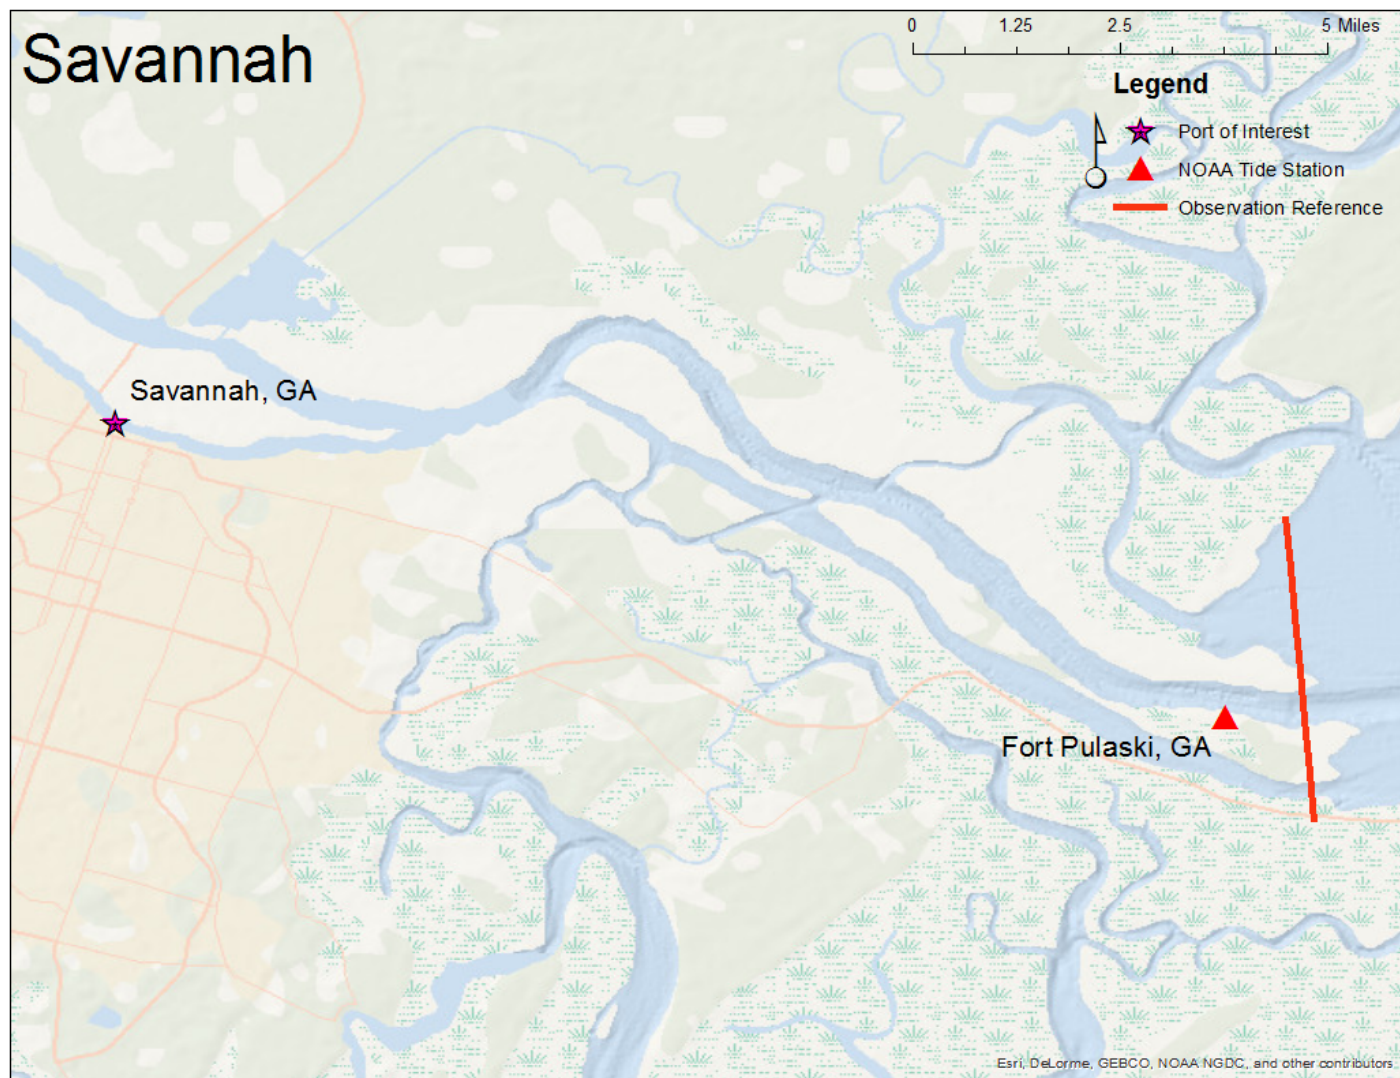 Savannah
0 1.25 2.5 5 Miles
Legend
Port of Interest
NOAA Tide Station
Observation Reference
Savannah, GA
Fort Pulaski, GA
Esri, DeLorme, GEBCO, NOAA NGDC, and other contributors